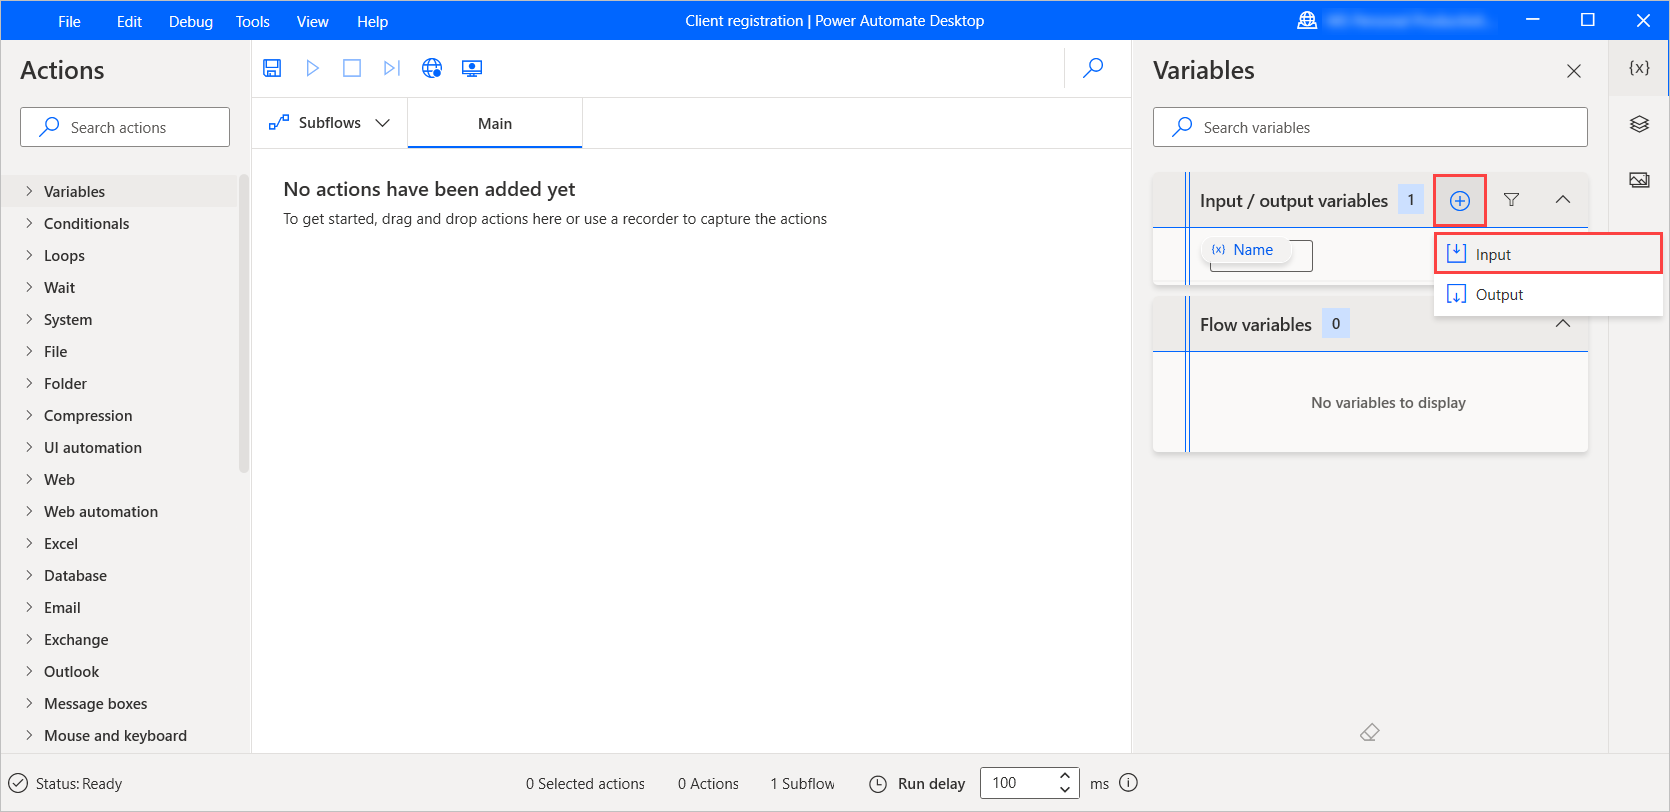 File Edit Debug Tools View Help
Client registration | Power Automate Desktop
Actions
Search actions
Variables
Conditionals
Loops
Wait
System
File
Folder
Compression
UI automation
Web
Web automation
Excel
Database
Email
Exchange
Outlook
Message boxes
Mouse and keyboard
Subflows
Main
No actions have been added yet
To get started, drag and drop actions here or use a recorder to capture the actions
Variables
{x}
Search variables
Input / output variables 1
{x} Name
Input
Output
Flow variables 0
No variables to display
Status: Ready
0 Selected actions
0 Actions
1 Subflow
Run delay
100
ms